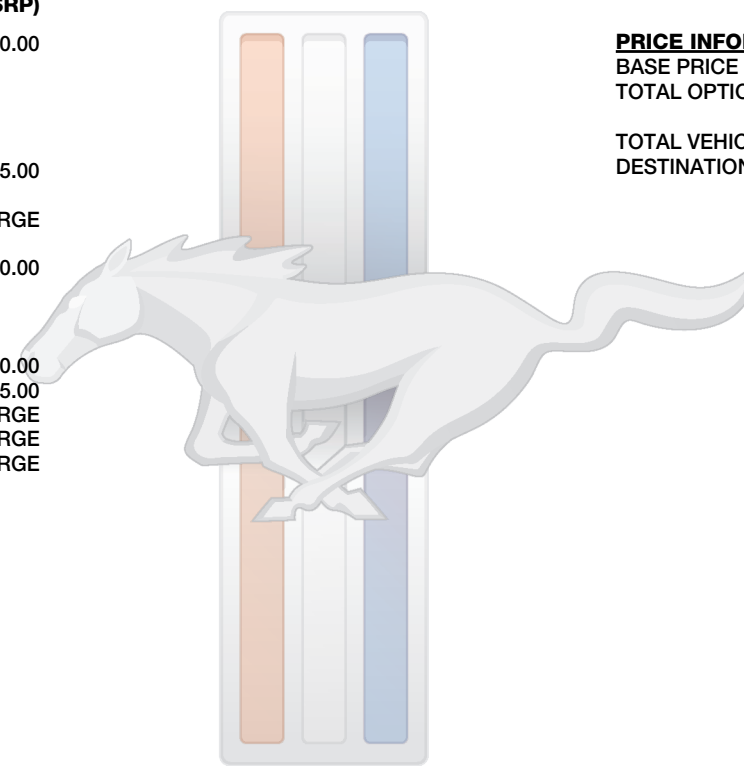 SRP)
0.00
5.00
RGE
0.00
0.00
5.00
RGE
RGE
RGE
PRICE INFO
BASE PRICE
TOTAL OPTIO
TOTAL VEHIC
DESTINATION